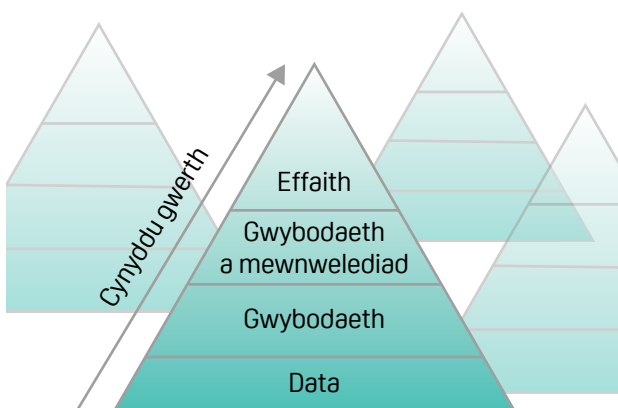 Cynyddu gwerth
Effaith
Gwybodaeth
a mewnwelediad
Gwybodaeth
Data